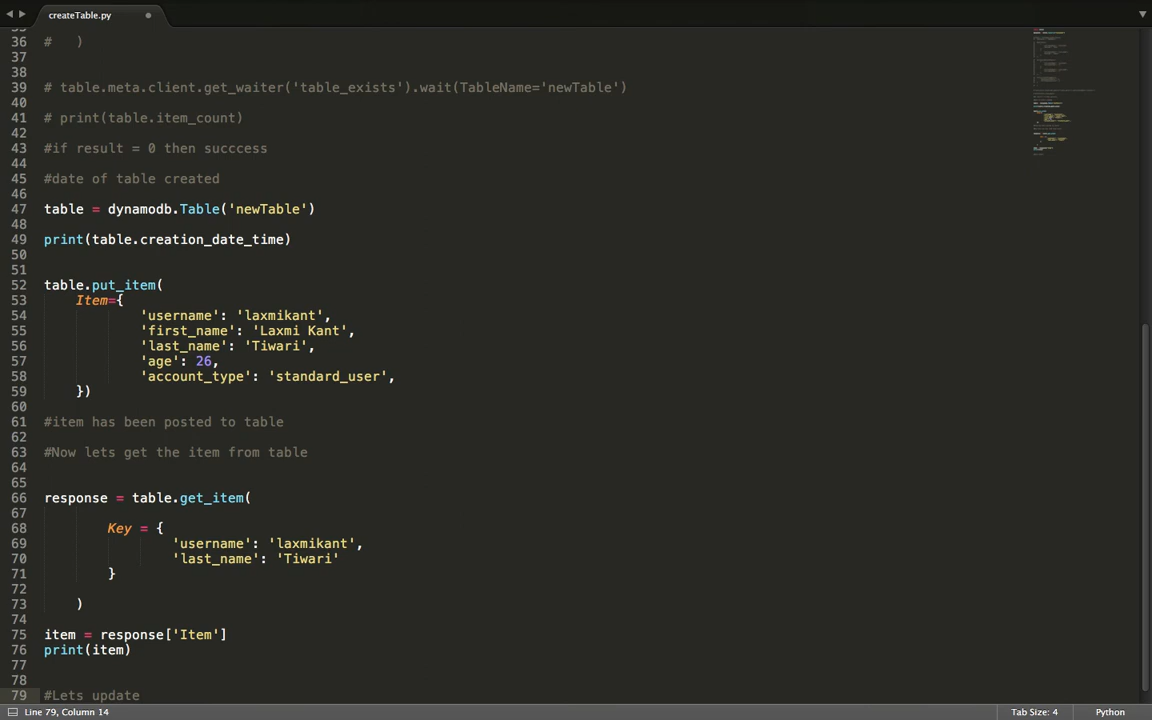 createTable.py
35
36 #   )
37
38
39 # table.meta.client.get_waiter('table_exists').wait(TableName='newTable')
40
41 # print(table.item_count)
42
43 #if result = 0 then succcess
44
45 #date of table created
46
47 table = dynamodb.Table('newTable')
48
49 print(table.creation_date_time)
50
51
52 table.put_item(
53     Item={
54             'username': 'laxmikant',
55             'first_name': 'Laxmi Kant',
56             'last_name': 'Tiwari',
57             'age': 26,
58             'account_type': 'standard_user',
59     })
60
61 #item has been posted to table
62
63 #Now lets get the item from table
64
65
66 response = table.get_item(
67
68         Key = {
69                 'username': 'laxmikant',
70                 'last_name': 'Tiwari'
71         }
72
73     )
74
75 item = response['Item']
76 print(item)
77
78
79 #Lets update
Line 79, Column 14
Tab Size: 4
Python